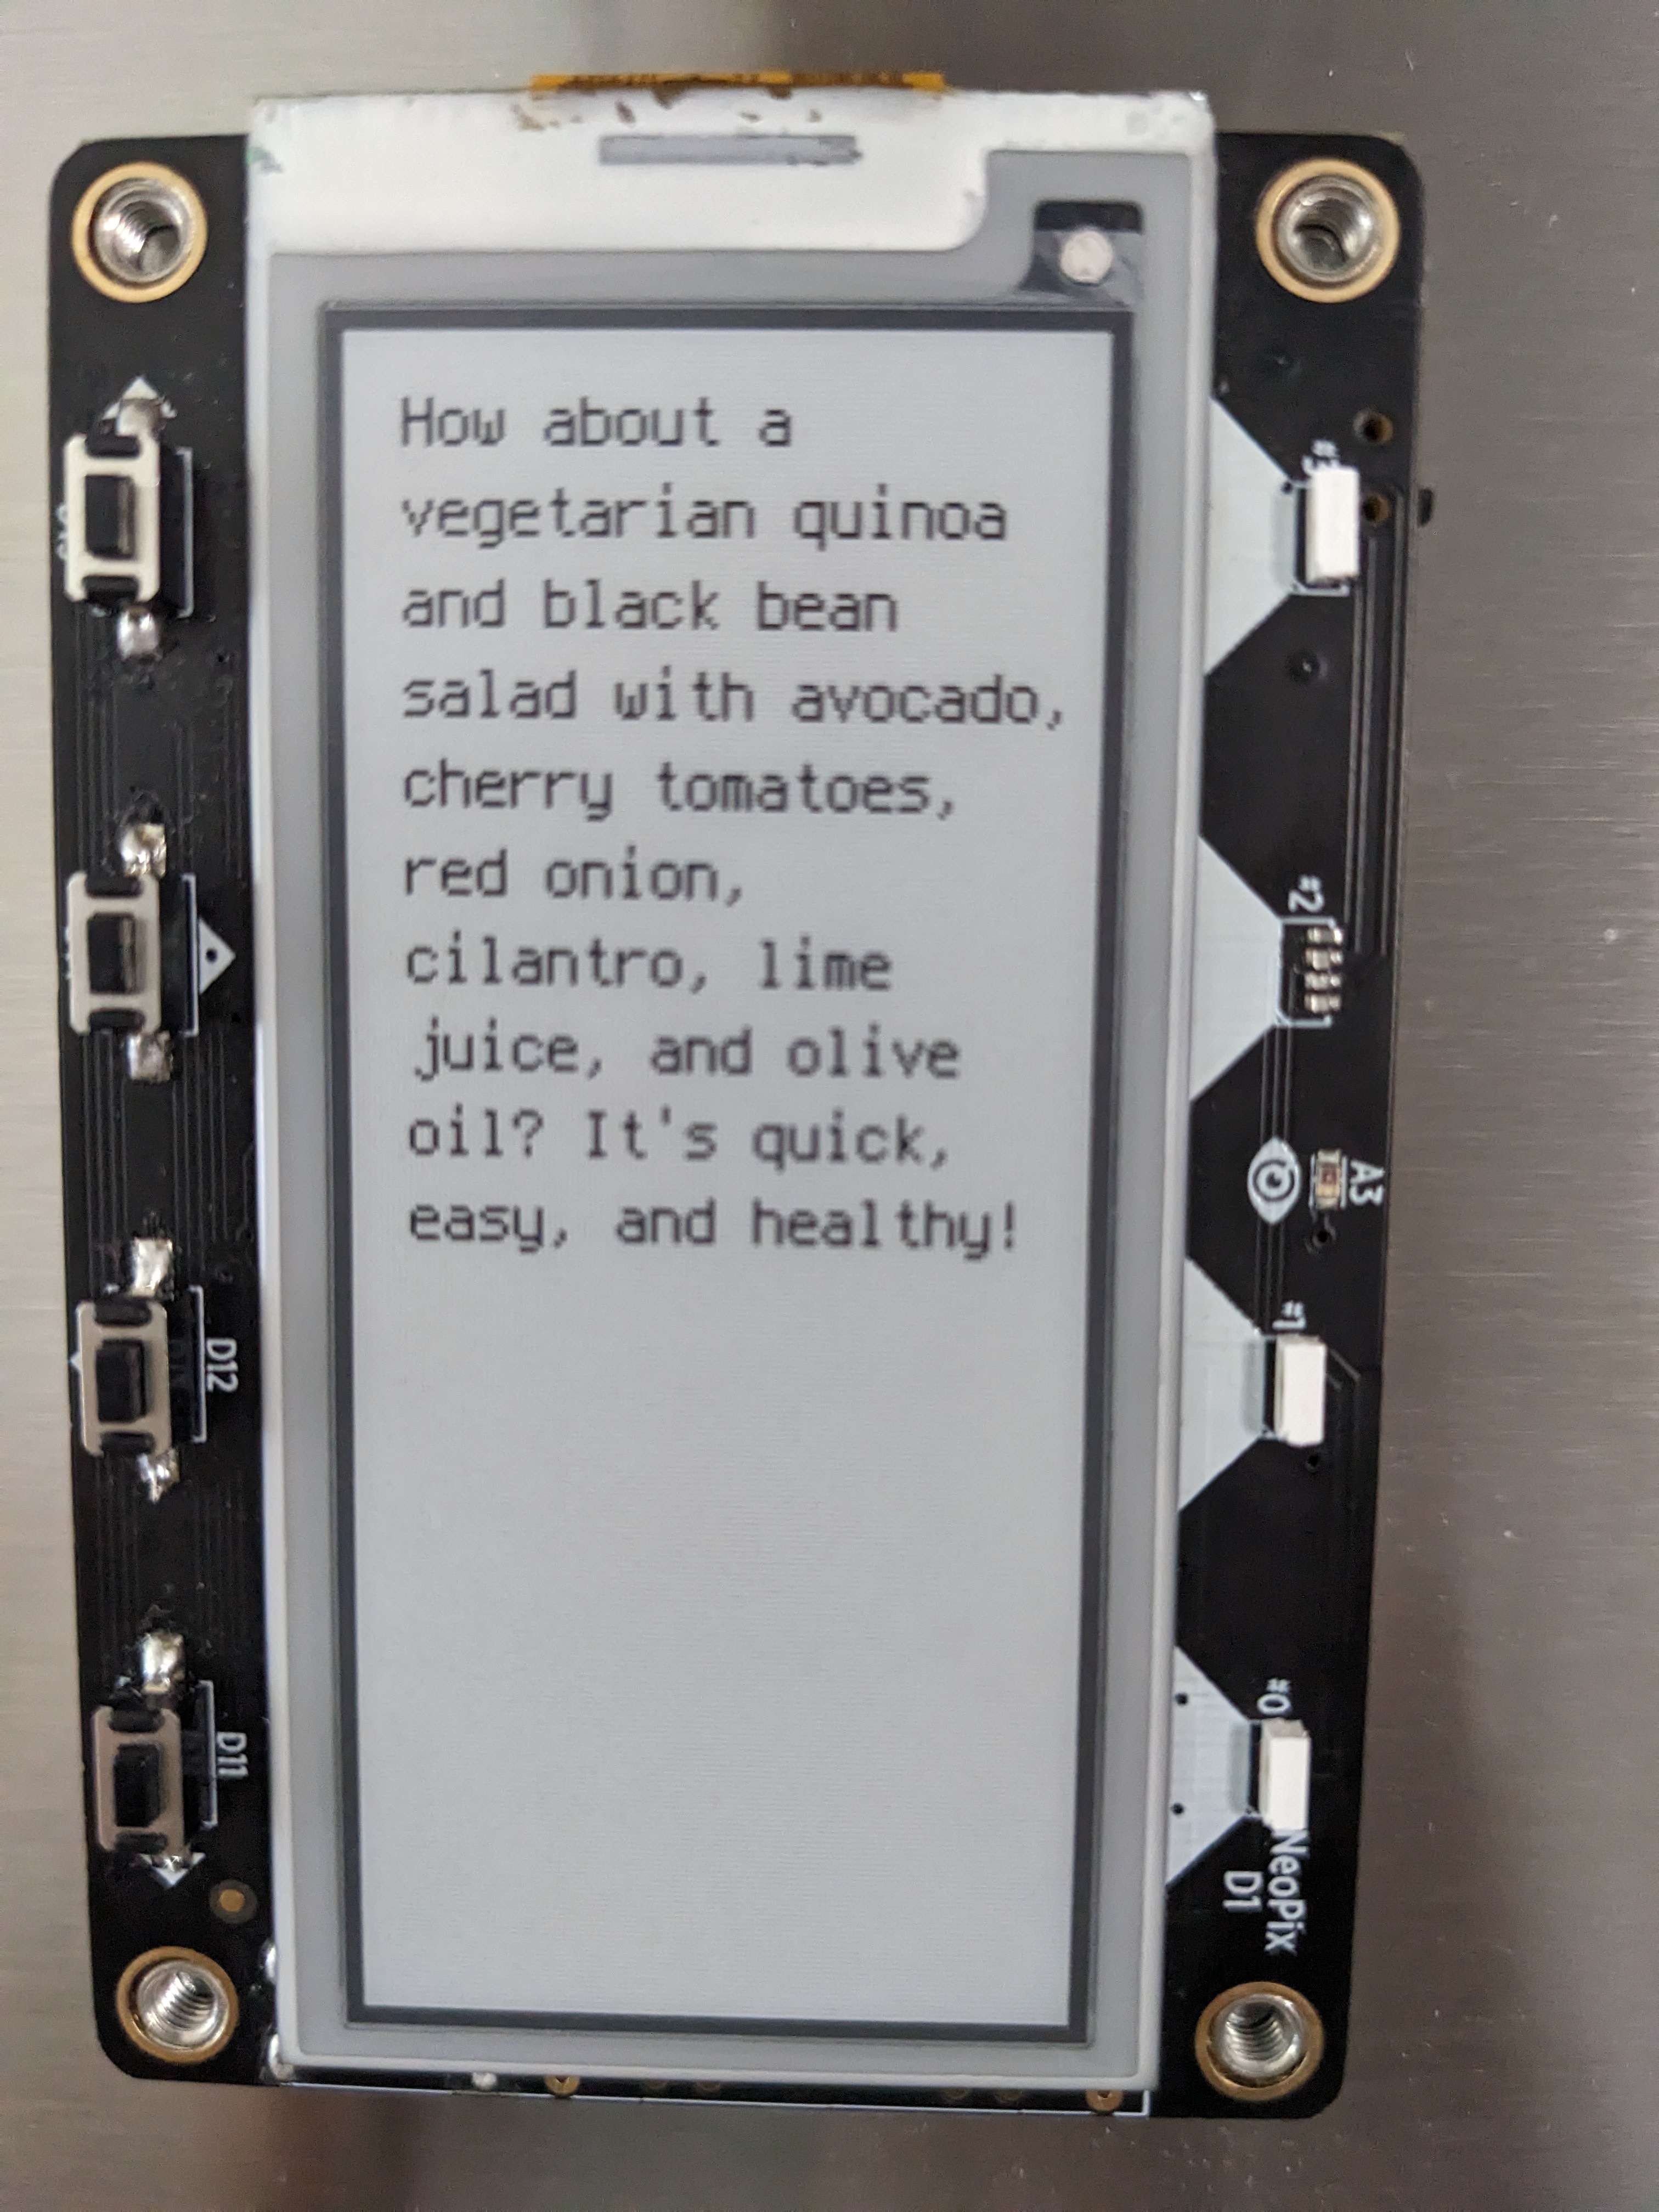 How about a
vegetarian quinoa
and black bean
salad with avocado,
cherry tomatoes,
red onion,
cilantro, lime
juice, and olive
oil? It's quick,
easy, and healthy!
#3
#2
A3
#1
#0
NeoPix
D1
D12
D11